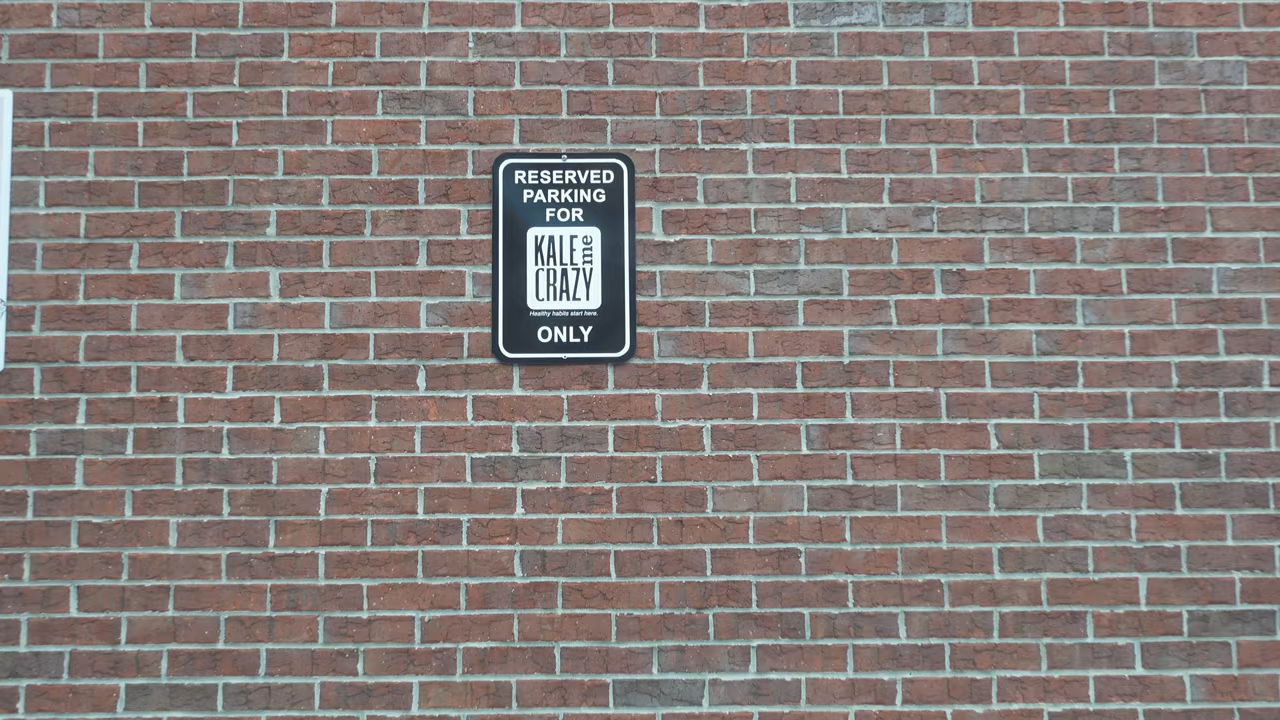 RESERVED
PARKING
FOR
KALE me
CRAZY
Healthy habits start here.
ONLY